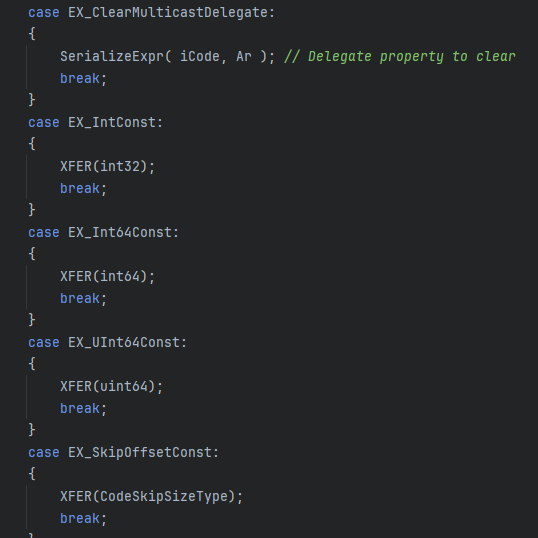 case EX_ClearMulticastDelegate:
{
    SerializeExpr( iCode, Ar ); // Delegate property to clear
    break;
}
case EX_IntConst:
{
    XFER(int32);
    break;
}
case EX_Int64Const:
{
    XFER(int64);
    break;
}
case EX_UInt64Const:
{
    XFER(uint64);
    break;
}
case EX_SkipOffsetConst:
{
    XFER(CodeSkipSizeType);
    break;
}